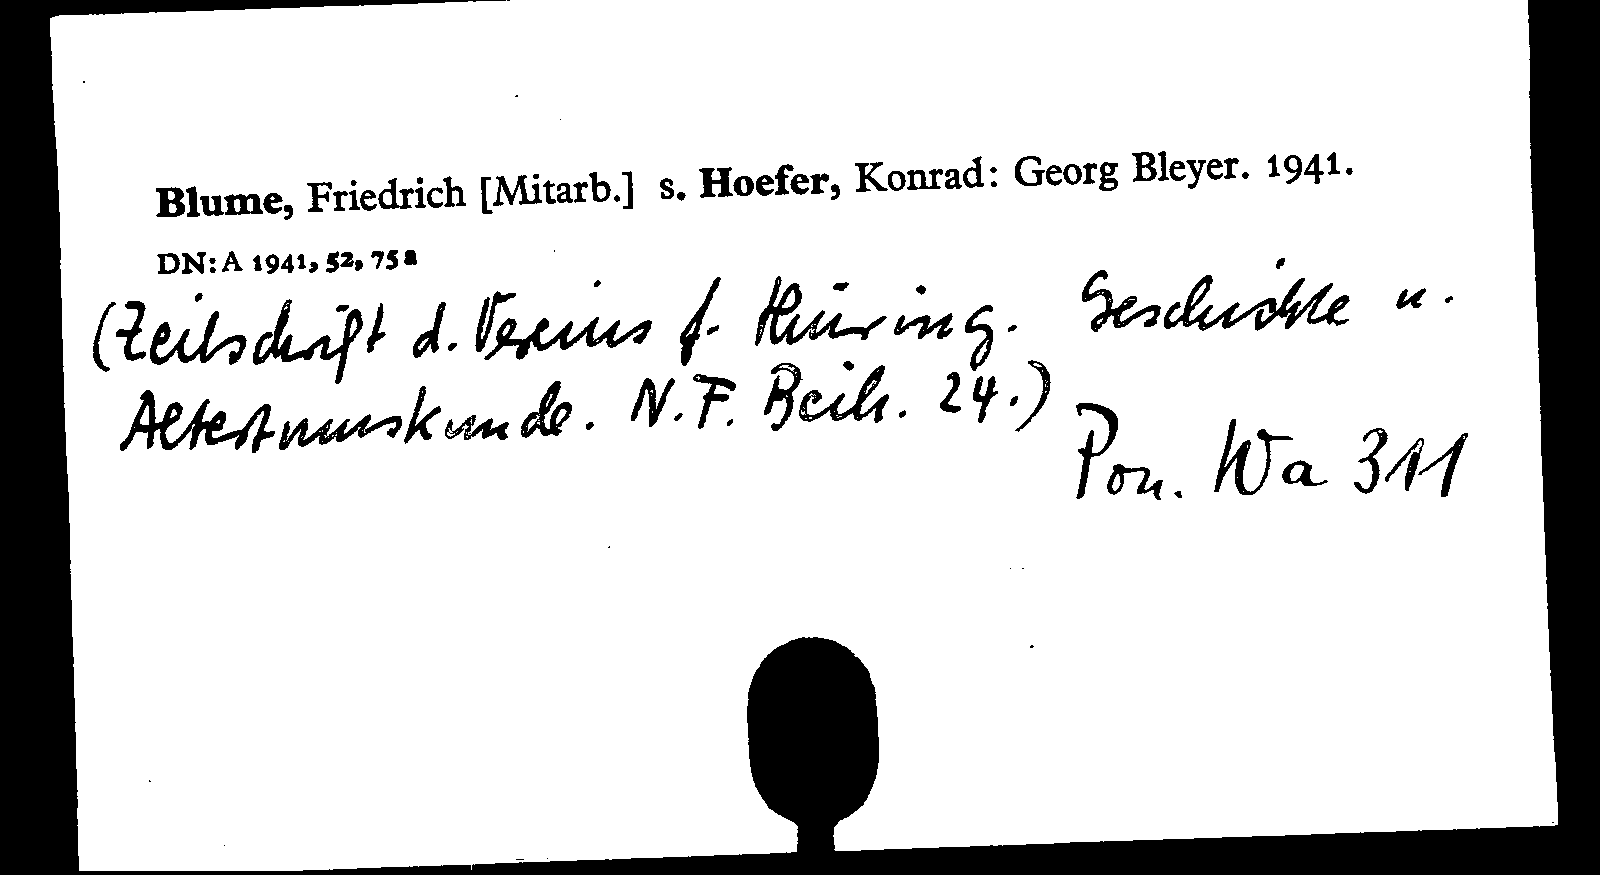 Blume, Friedrich [Mitarb.] s. Hoefer, Konrad: Georg Bleyer. 1941.
DN: A 1941, 52, 75 a
(Zeitschrift d. Vereins f. Thüring. Geschichte u.
Altertumskunde. N.F. Beih. 24.)
Pon. Wa 311